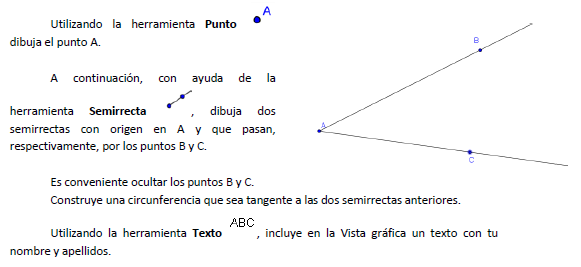 Utilizando la herramienta Punto A
dibuja el punto A.
A continuación, con ayuda de la
herramienta Semirrecta , dibuja dos
semirrectas con origen en A y que pasan,
respectivamente, por los puntos B y C.
A
B
C
Es conveniente ocultar los puntos B y C.
Construye una circunferencia que sea tangente a las dos semirrectas anteriores.
Utilizando la herramienta Texto ABC , incluye en la Vista gráfica un texto con tu
nombre y apellidos.